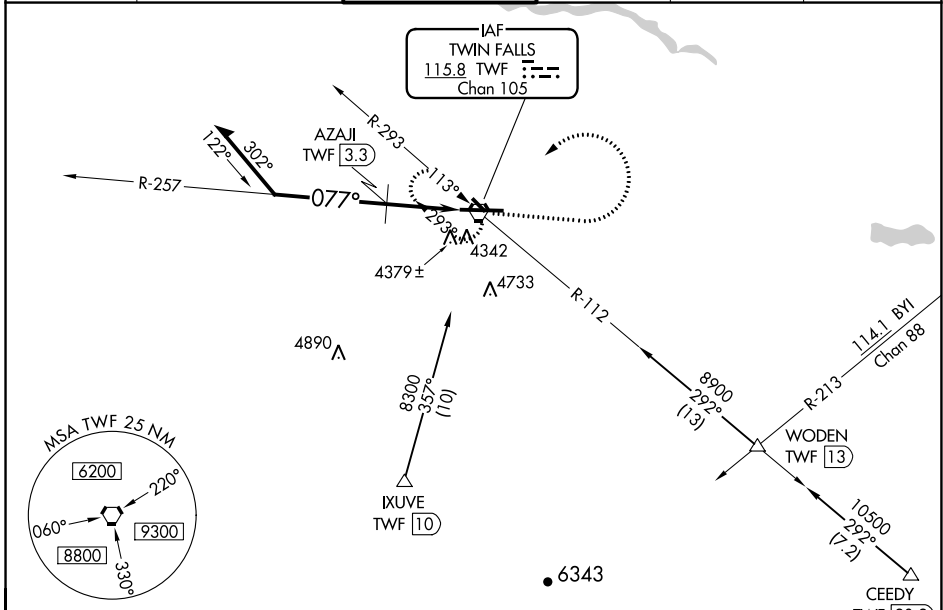 IAF
TWIN FALLS
115.8 TWF
Chan 105
R-293
AZAJI
TWF 3.3
122°
302°
113°
R-257
077°
293°
4342
4379 ±
4733
R-112
114.1 BYI
Chan 88
4890
8300
357°
(10)
8900
292°
(13)
R-213
MSA TWF 25 NM
6200
220°
060°
9300
8800
330°
IXUVE
TWF 10
WODEN
TWF 13
10500
292°
(7.2)
6343
CEEDY